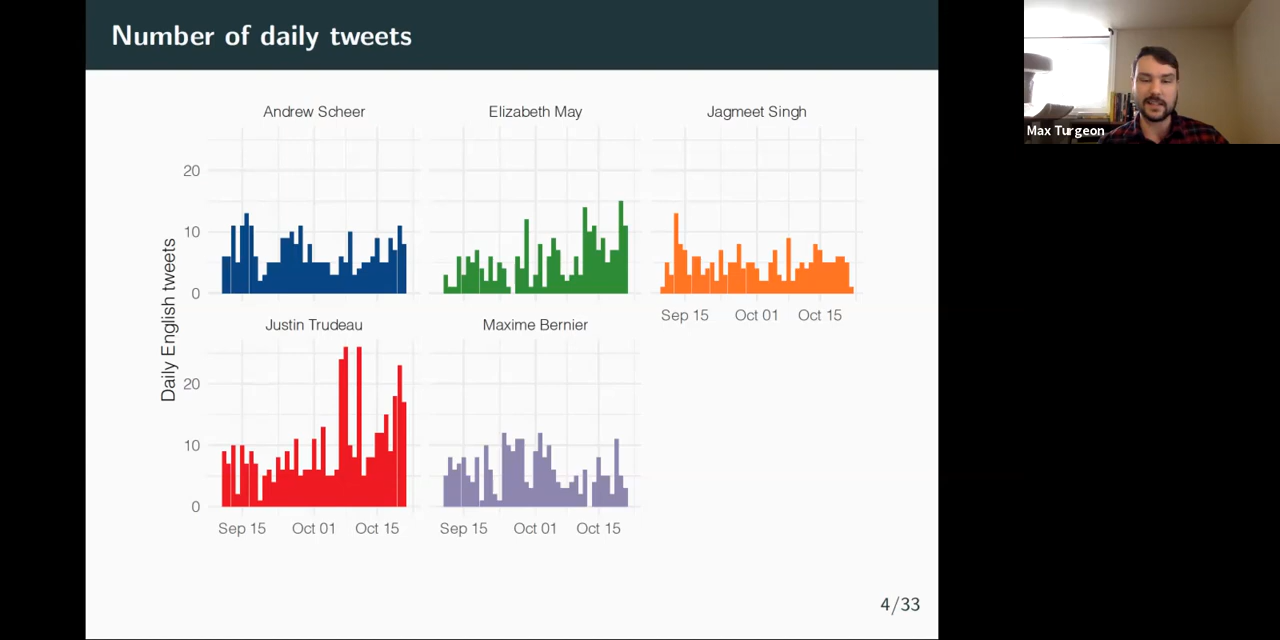 Number of daily tweets
Max Turgeon
Andrew Scheer
Elizabeth May
Jagmeet Singh
Daily English tweets
20
10
0
Sep 15
Oct 01
Oct 15
Justin Trudeau
Maxime Bernier
20
10
0
Sep 15
Oct 01
Oct 15
Sep 15
Oct 01
Oct 15
4/33